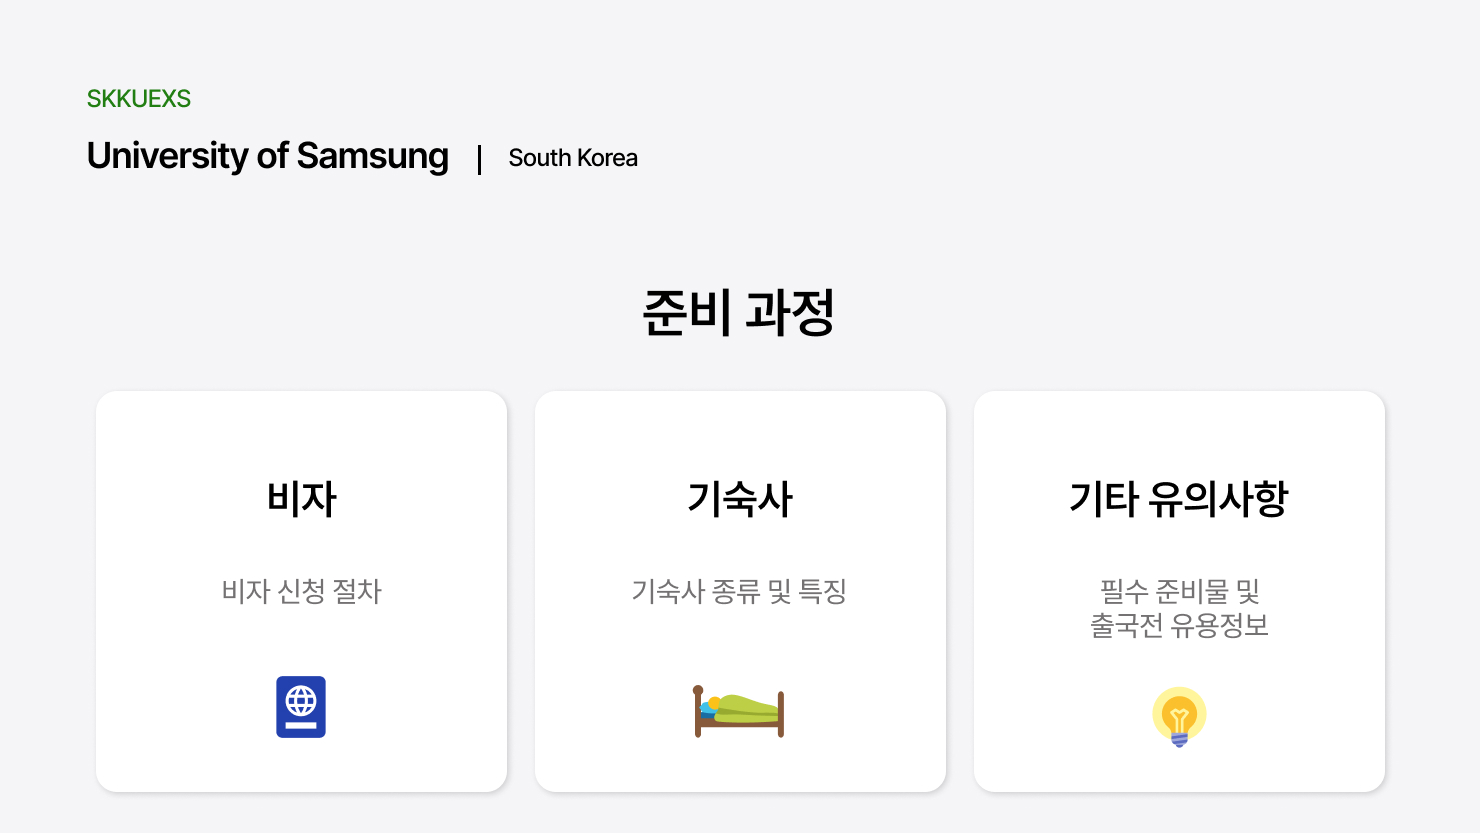 SKKUEXS
University of Samsung | South Korea
준비 과정
비자
비자 신청 절차
기숙사
기숙사 종류 및 특징
기타 유의사항
필수 준비물 및
출국전 유용정보